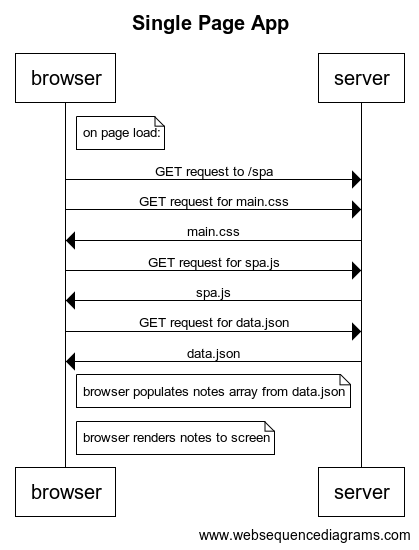 Single Page App
browser
server
on page load:
GET request to /spa
GET request for main.css
main.css
GET request for spa.js
spa.js
GET request for data.json
data.json
browser populates notes array from data.json
browser renders notes to screen
browser
server
www.websequencediagrams.com